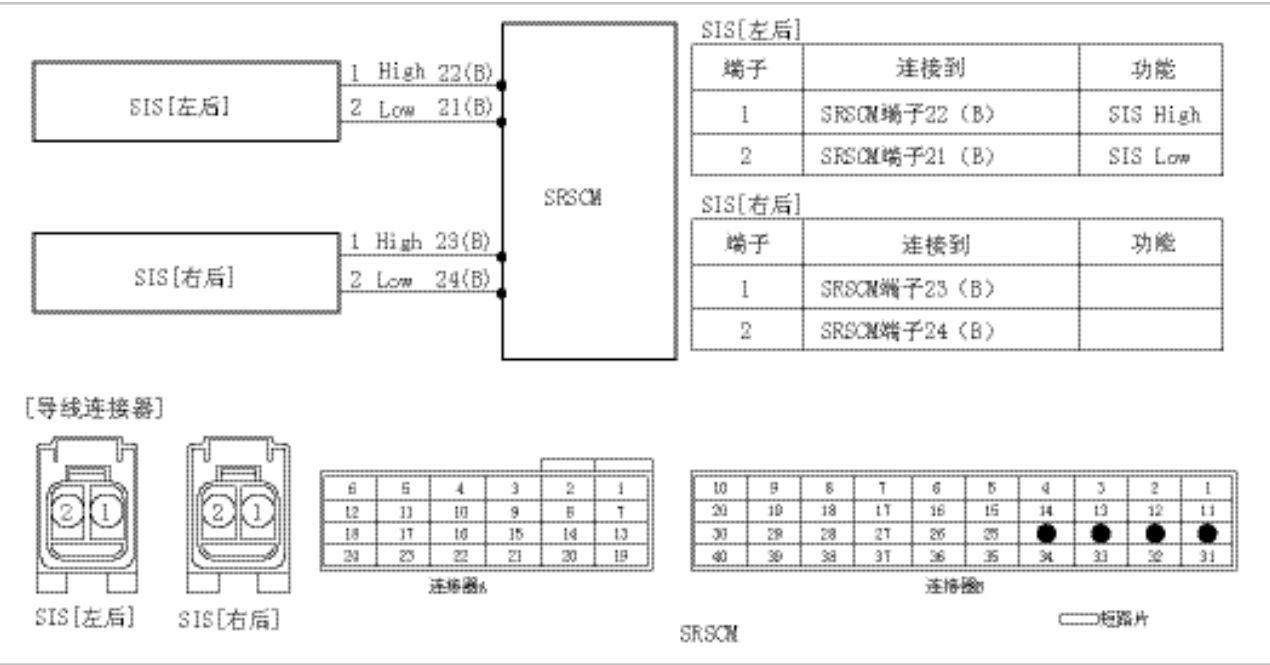 SIS[左后]
1 High 22(B)
2 Low 21(B)
SIS[右后]
1 High 23(B)
2 Low 24(B)
SRSCM
SIS[左后]
端子 连接到 功能
1 SRSCM端子22（B） SIS High
2 SRSCM端子21（B） SIS Low
SIS[右后]
端子 连接到 功能
1 SRSCM端子23（B）
2 SRSCM端子24（B）
[导线连接器]
2 1
SIS[左后]
2 1
SIS[右后]
6 5 4 3 2 1
12 11 10 9 8 7
18 17 16 15 14 13
24 23 22 21 20 19
连接器A
10 9 8 7 6 5 4 3 2 1
20 19 18 17 16 15 14 13 12 11
30 29 28 27 26 25
40 39 38 37 36 35 34 33 32 31
连接器B
短路片
SRSCM